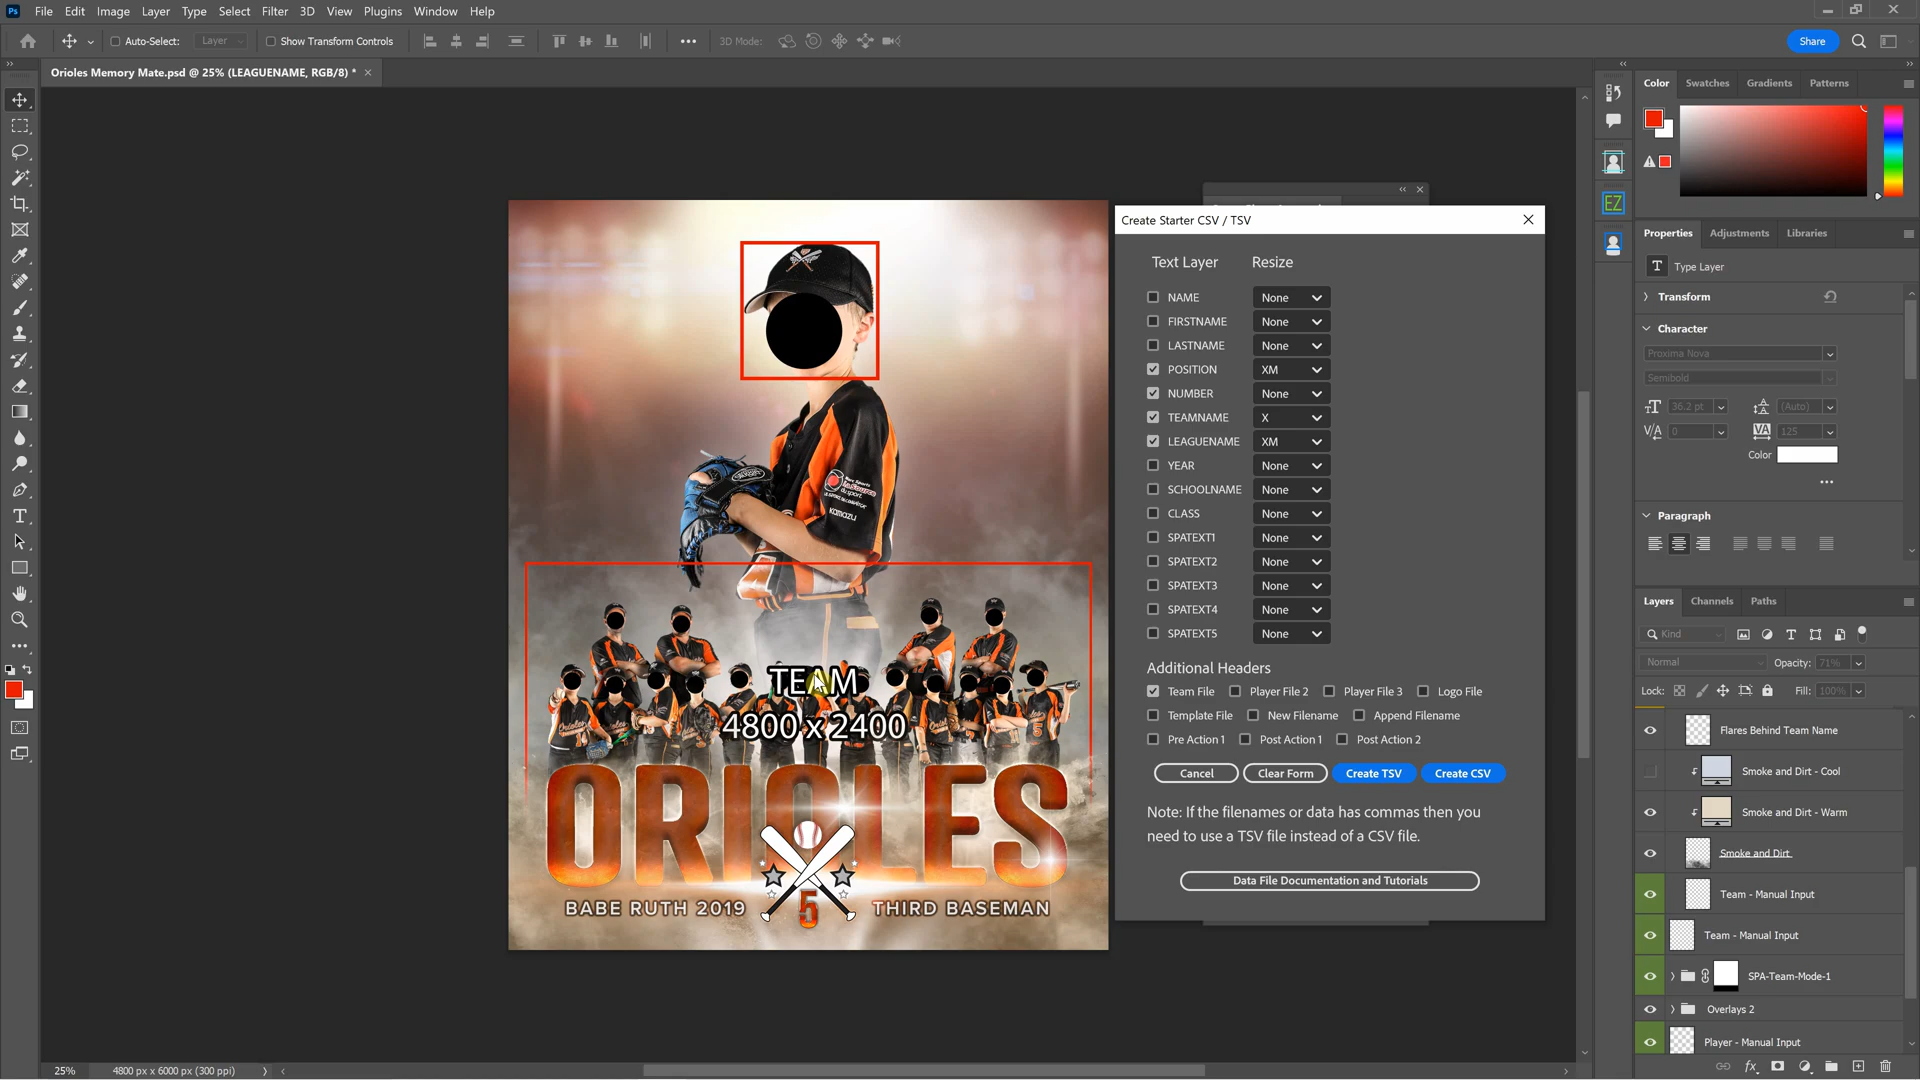 Ps File Edit Image Layer Type Select Filter 3D View Plugins Window Help
Auto-Select: Layer Show Transform Controls 3D Mode: Share
Orioles Memory Mate.psd @ 25% (LEAGUENAME, RGB/8) *
Color Swatches Gradients Patterns
EZ
Create Starter CSV / TSV
Text Layer Resize
NAME None
FIRSTNAME None
LASTNAME None
POSITION XM
NUMBER None
TEAMNAME X
LEAGUENAME XM
YEAR None
SCHOOLNAME None
CLASS None
SPATEXT1 None
SPATEXT2 None
SPATEXT3 None
SPATEXT4 None
SPATEXT5 None
Additional Headers
Team File Player File 2 Player File 3 Logo File
Template File New Filename Append Filename
Pre Action 1 Post Action 1 Post Action 2
Cancel Clear Form Create TSV Create CSV
Note: If the filenames or data has commas then you
need to use a TSV file instead of a CSV file.
Data File Documentation and Tutorials
KAMAZU
TEAM
4800 x 2400
ORIOLES
BABE RUTH 2019 5 THIRD BASEMAN
Properties Adjustments Libraries
T Type Layer
Transform
Character
Proxima Nova
Semibold
36.2 pt (Auto)
0 125
Color
Paragraph
Layers Channels Paths
Kind
Normal Opacity: 71%
Lock: Fill: 100%
Flares Behind Team Name
Smoke and Dirt - Cool
Smoke and Dirt - Warm
Smoke and Dirt
Team - Manual Input
Team - Manual Input
SPA-Team-Mode-1
Overlays 2
Player - Manual Input
25% 4800 px x 6000 px (300 ppi)